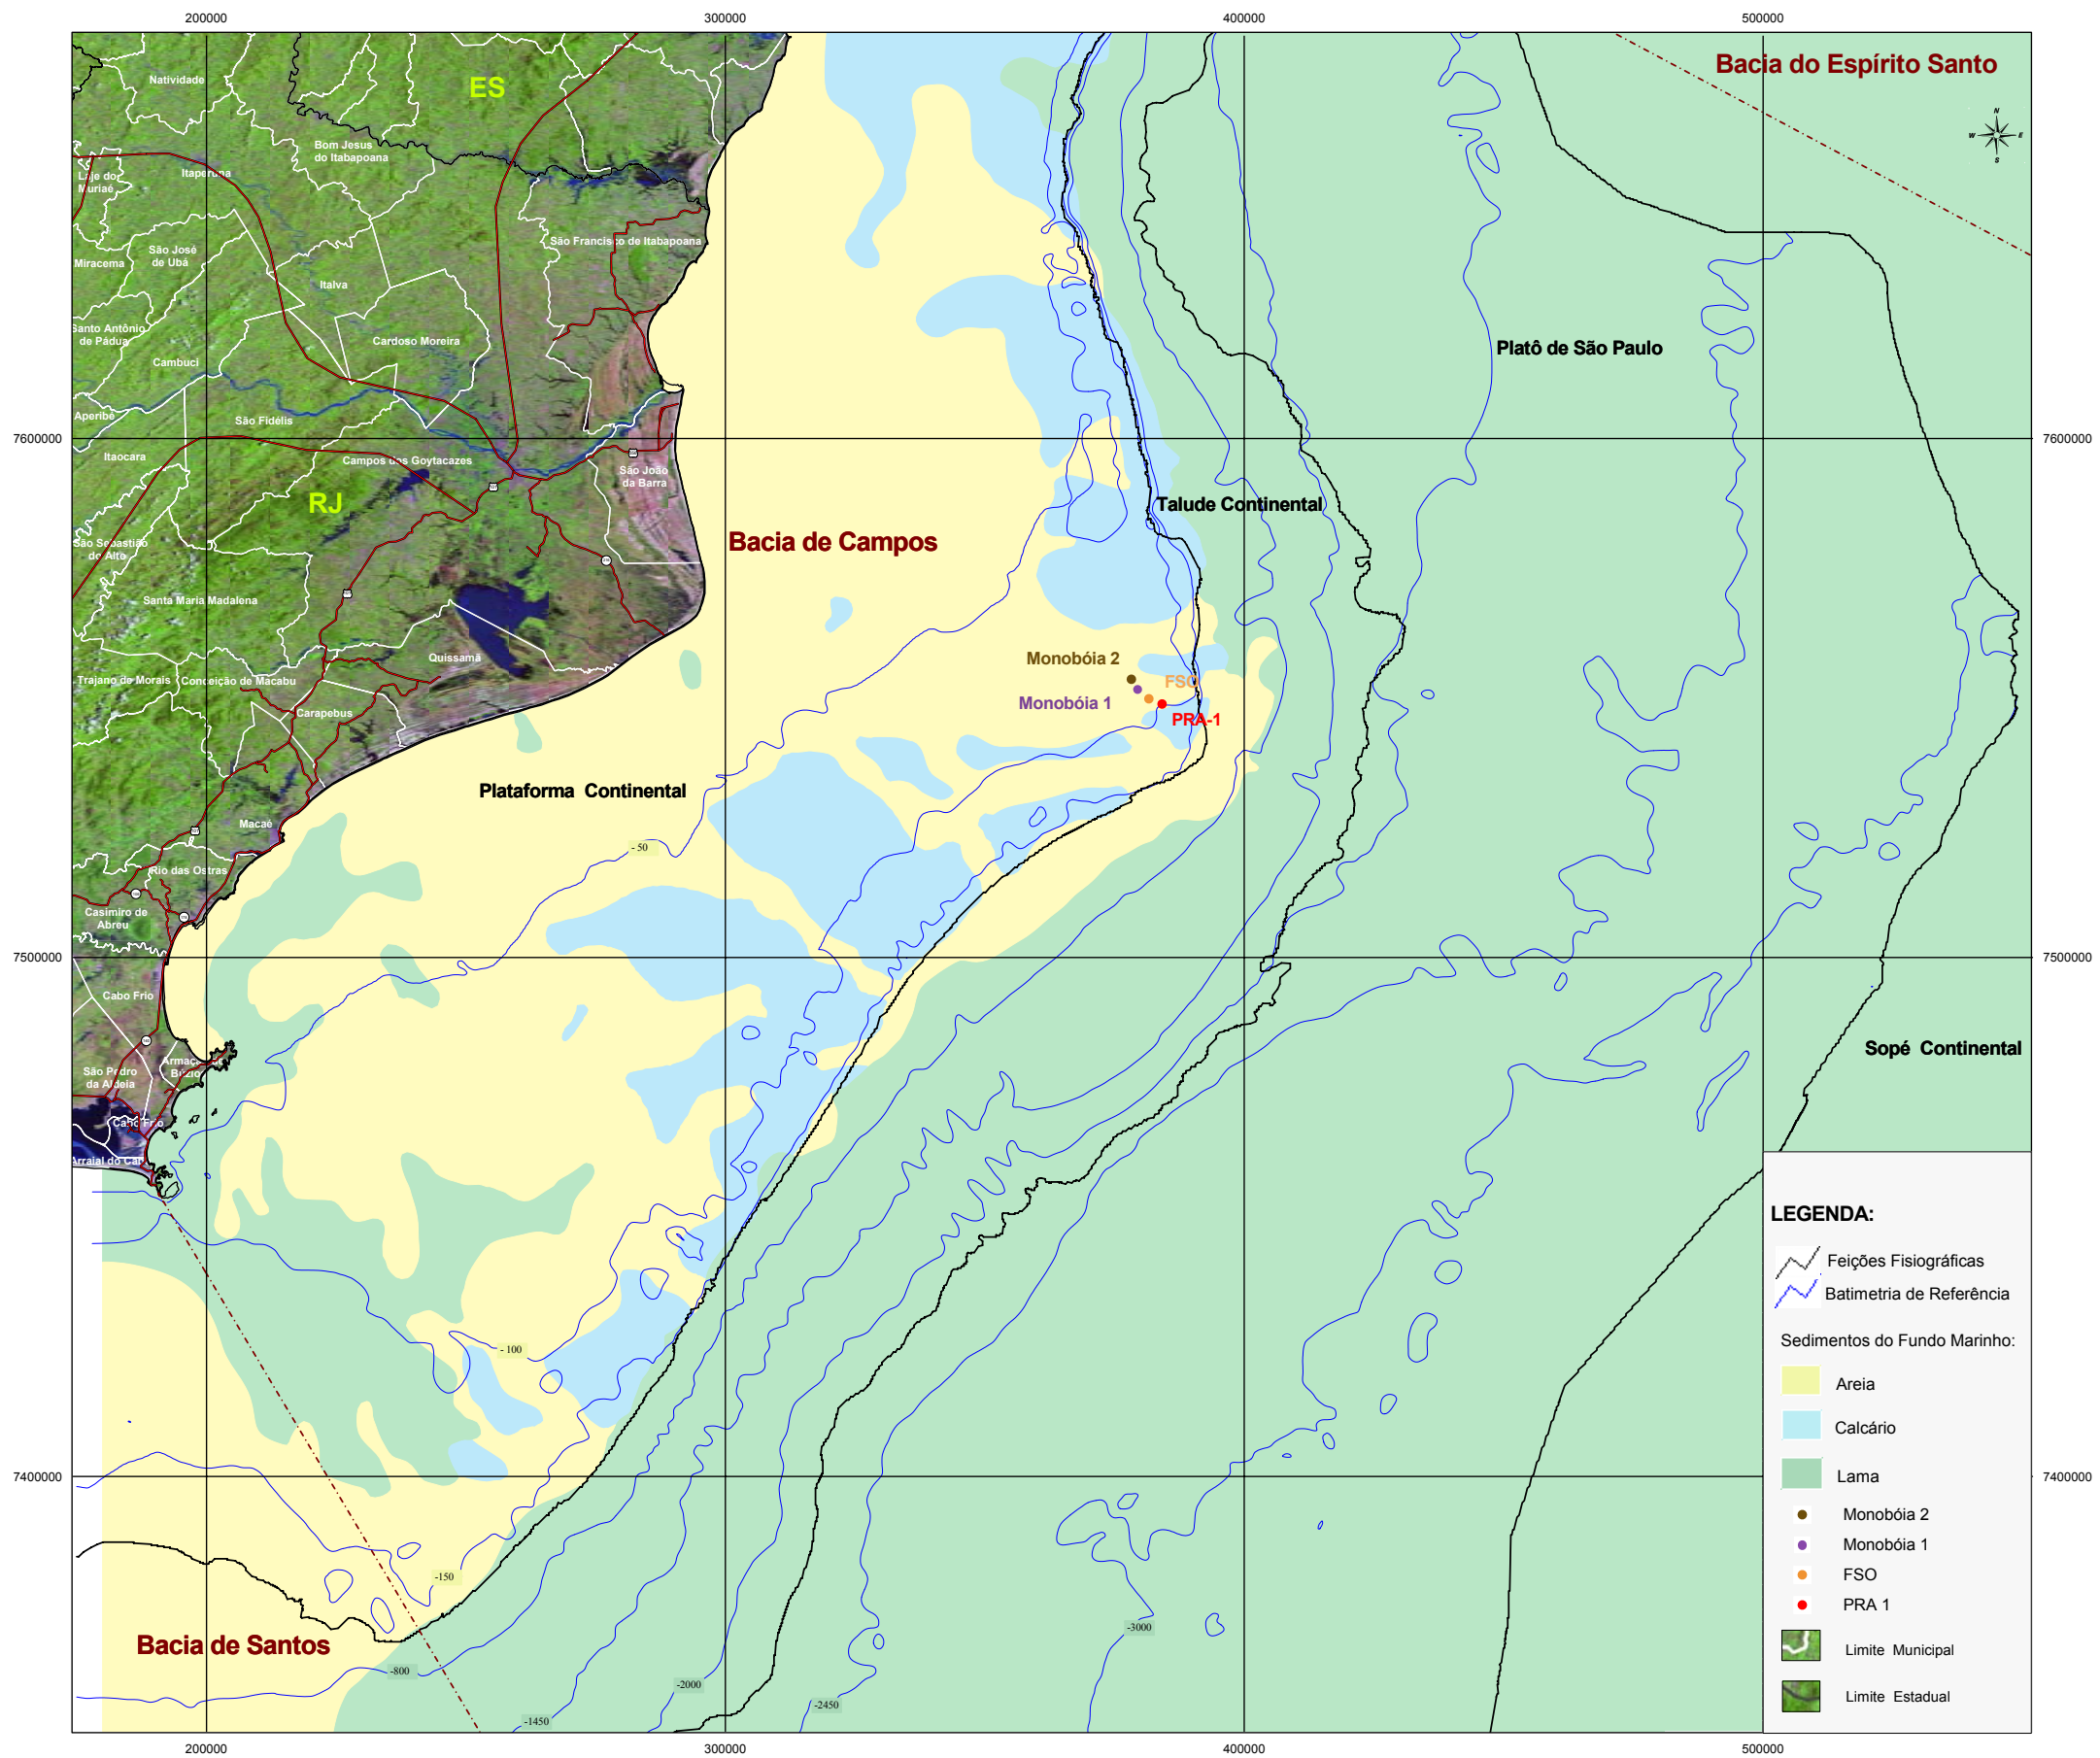 200000
300000
400000
500000
Bacia do Espírito Santo
N
W
E
S
ES
Natividade
Bom Jesus
do Itabapoana
Laje do
Muriaé
Itaperuna
São Francisco de Itabapoana
São José
de Ubá
Miracema
Italva
Santo Antônio
de Pádua
Cardoso Moreira
Cambuci
Platô de São Paulo
Aperibé
São Fidélis
7600000
7600000
Itaocara
Campos dos Goytacazes
São João
da Barra
RJ
Talude Continental
Bacia de Campos
São Sebastião
do Alto
Santa Maria Madalena
Quissamã
Monobóia 2
Trajano de Morais
Conceição de Macabu
FSO
Monobóia 1
Carapebus
PRA-1
Plataforma Continental
Macaé
- 50
Rio das Ostras
Casimiro de
Abreu
7500000
7500000
Cabo Frio
Sopé Continental
São Pedro
da Aldeia
Cabo Frio
LEGENDA:
Feições Fisiográficas
Batimetria de Referência
Sedimentos do Fundo Marinho:
- 100
Areia
Calcário
Lama
7400000
7400000
Monobóia 2
Monobóia 1
-150
FSO
PRA 1
-3000
Bacia de Santos
Limite Municipal
-800
-2000
Limite Estadual
-2450
-1450
200000
300000
400000
500000